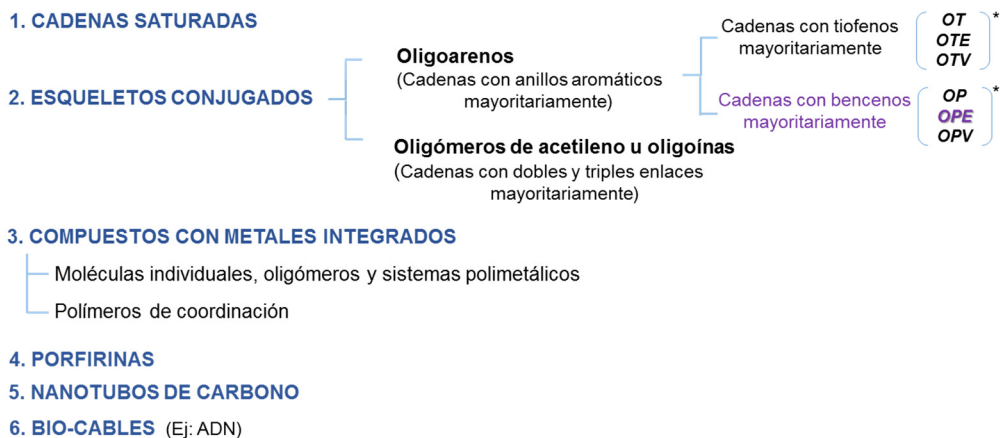 1. CADENAS SATURADAS
2. ESQUELETOS CONJUGADOS
Oligoarenos
(Cadenas con anillos aromáticos
mayoritariamente)
Cadenas con tiofenos
mayoritariamente
OT
OTE
OTV
*
Cadenas con bencenos
mayoritariamente
OP
OPE
OPV
*
Oligómeros de acetileno u oligoínas
(Cadenas con dobles y triples enlaces
mayoritariamente)
3. COMPUESTOS CON METALES INTEGRADOS
Moléculas individuales, oligómeros y sistemas polimetálicos
Polímeros de coordinación
4. PORFIRINAS
5. NANOTUBOS DE CARBONO
6. BIO-CABLES (Ej: ADN)